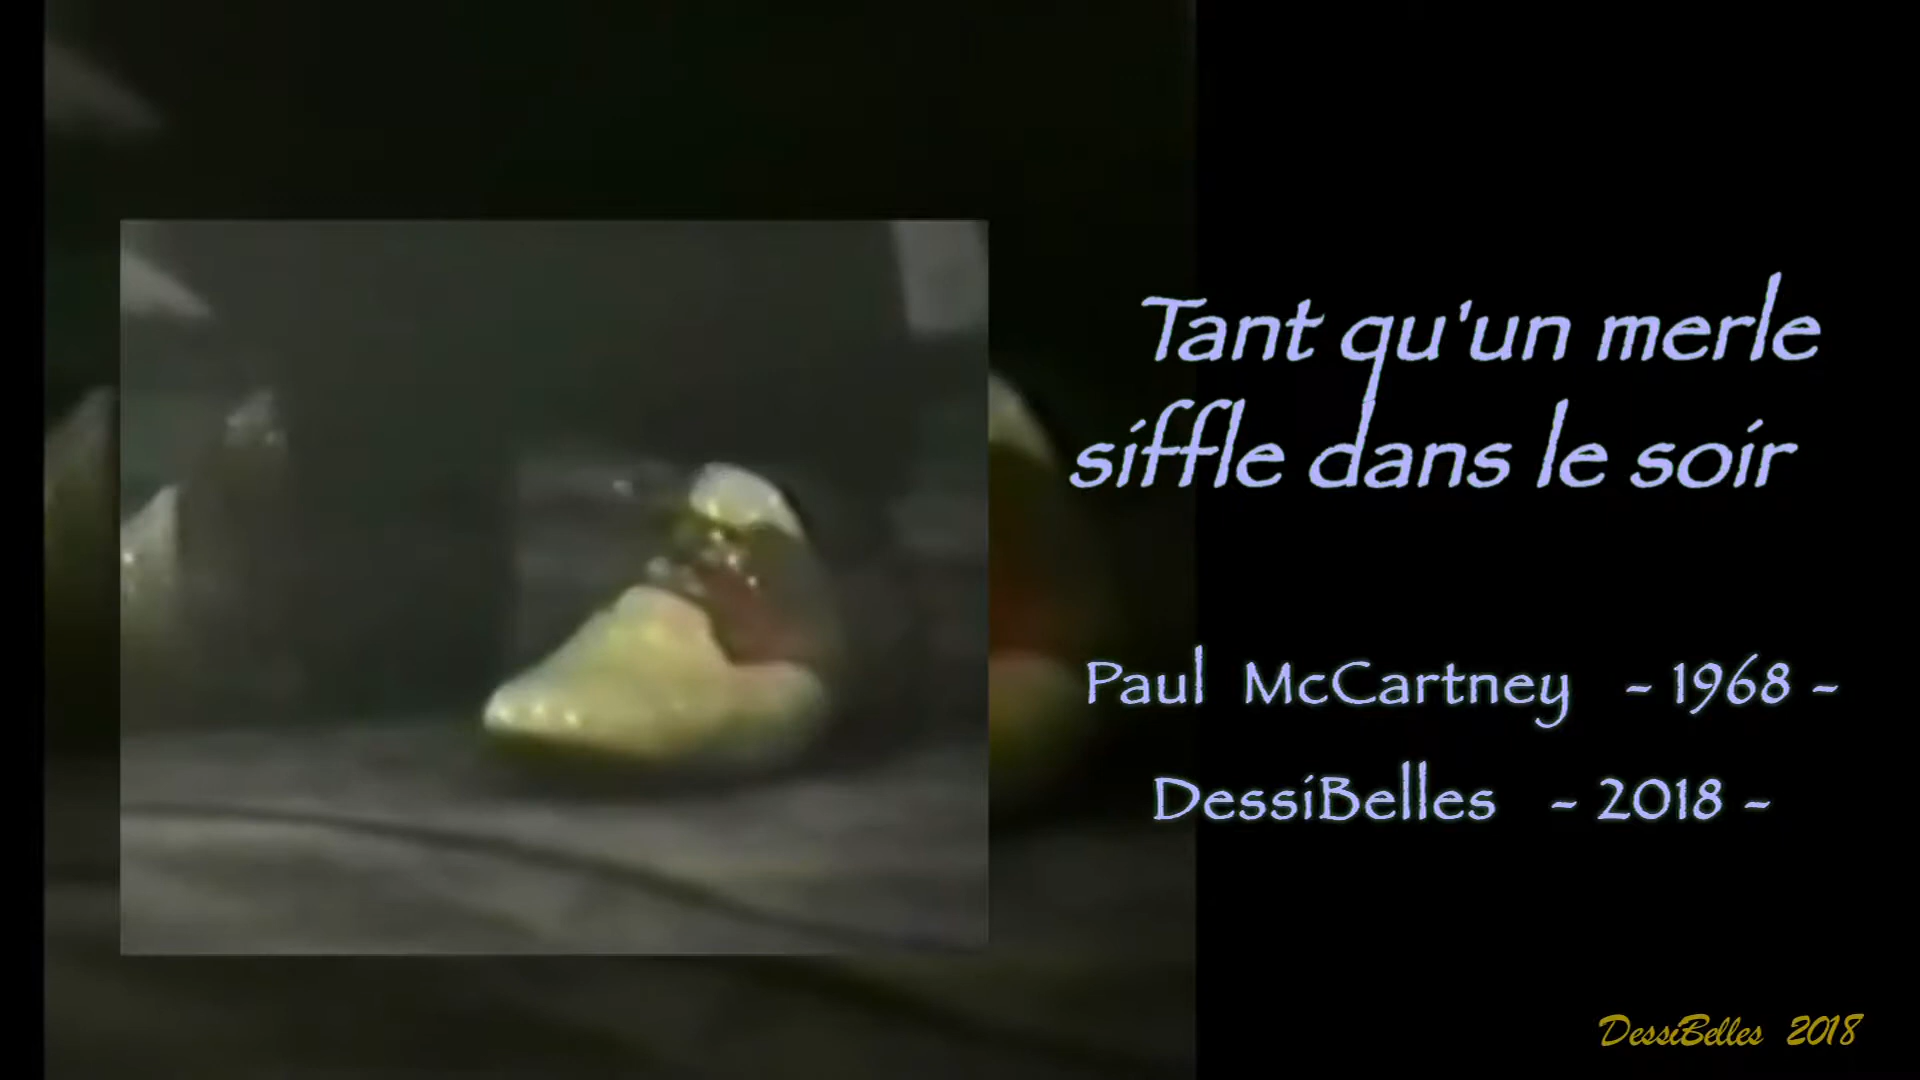 Tant qu'un merle
siffle dans le soir
Paul McCartney - 1968 -
DessiBelles - 2018 -
DessiBelles 2018